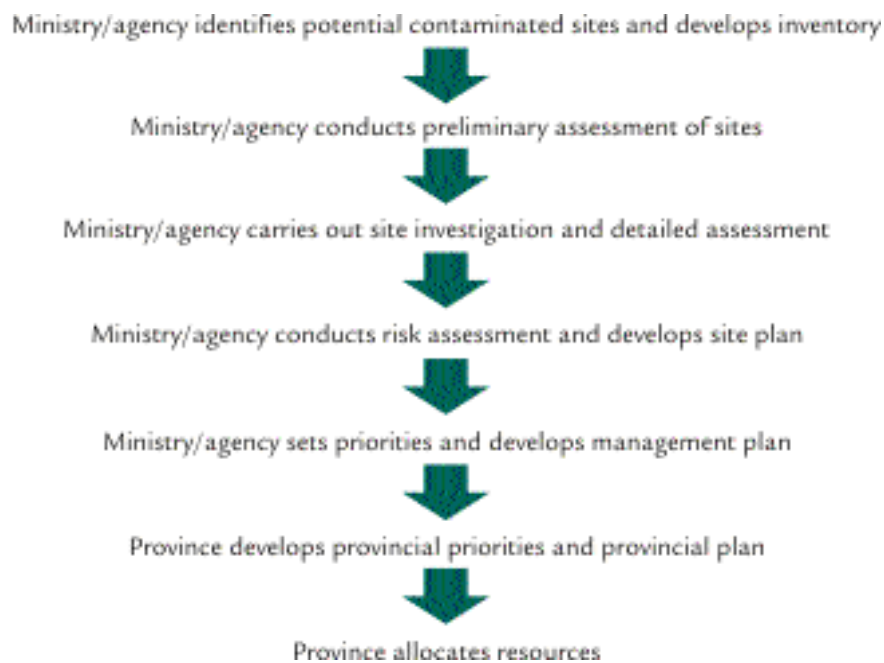 Ministry/agency identifies potential contaminated sites and develops inventory
Ministry/agency conducts preliminary assessment of sites
Ministry/agency carries out site investigation and detailed assessment
Ministry/agency conducts risk assessment and develops site plan
Ministry/agency sets priorities and develops management plan
Province develops provincial priorities and provincial plan
Province allocates resources